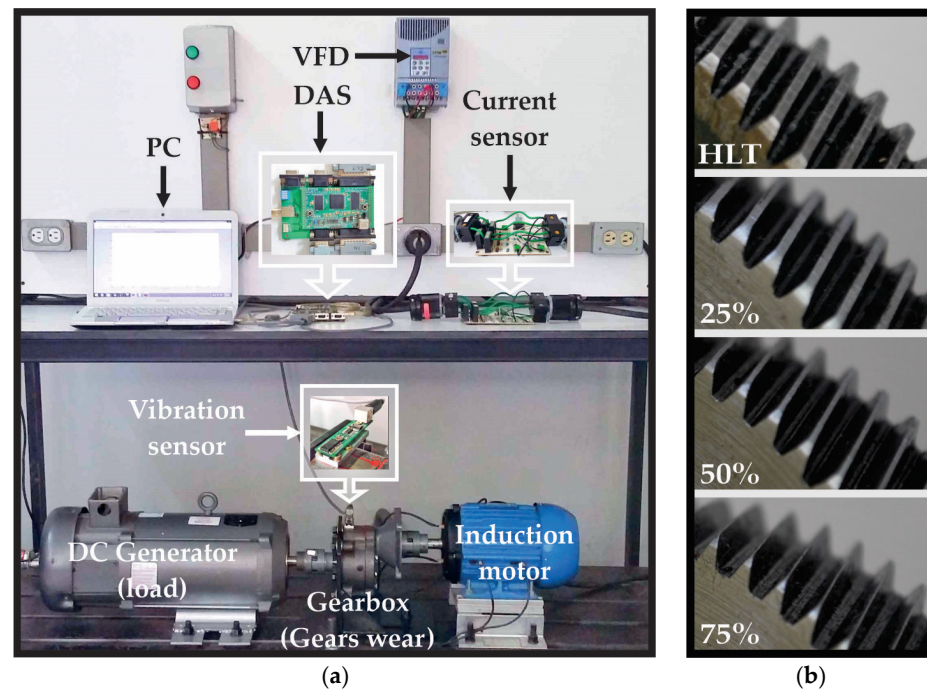 VFD
DAS
Current
sensor
PC
Vibration
sensor
DC Generator
(load)
Induction
motor
Gearbox
(Gears wear)
(a)
HLT
25%
50%
75%
(b)